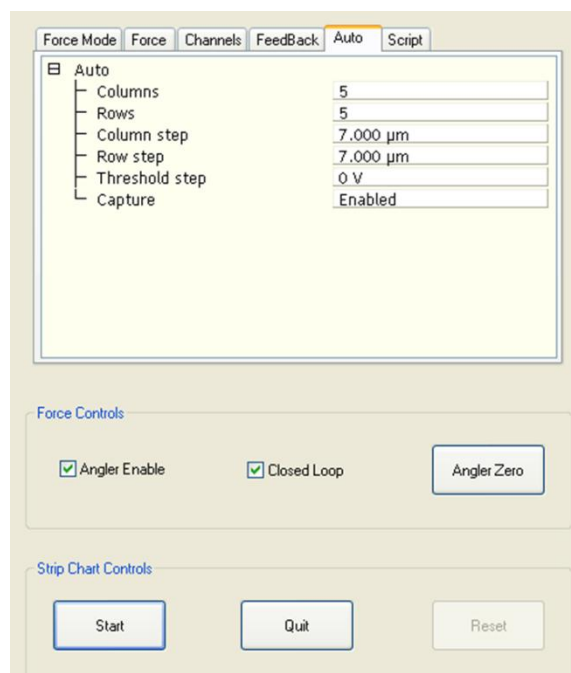 Force Mode Force Channels FeedBack Auto Script
Auto
Columns 5
Rows 5
Column step 7.000 µm
Row step 7.000 µm
Threshold step 0 V
Capture Enabled
Force Controls
Angler Enable Closed Loop Angler Zero
Strip Chart Controls
Start Quit Reset